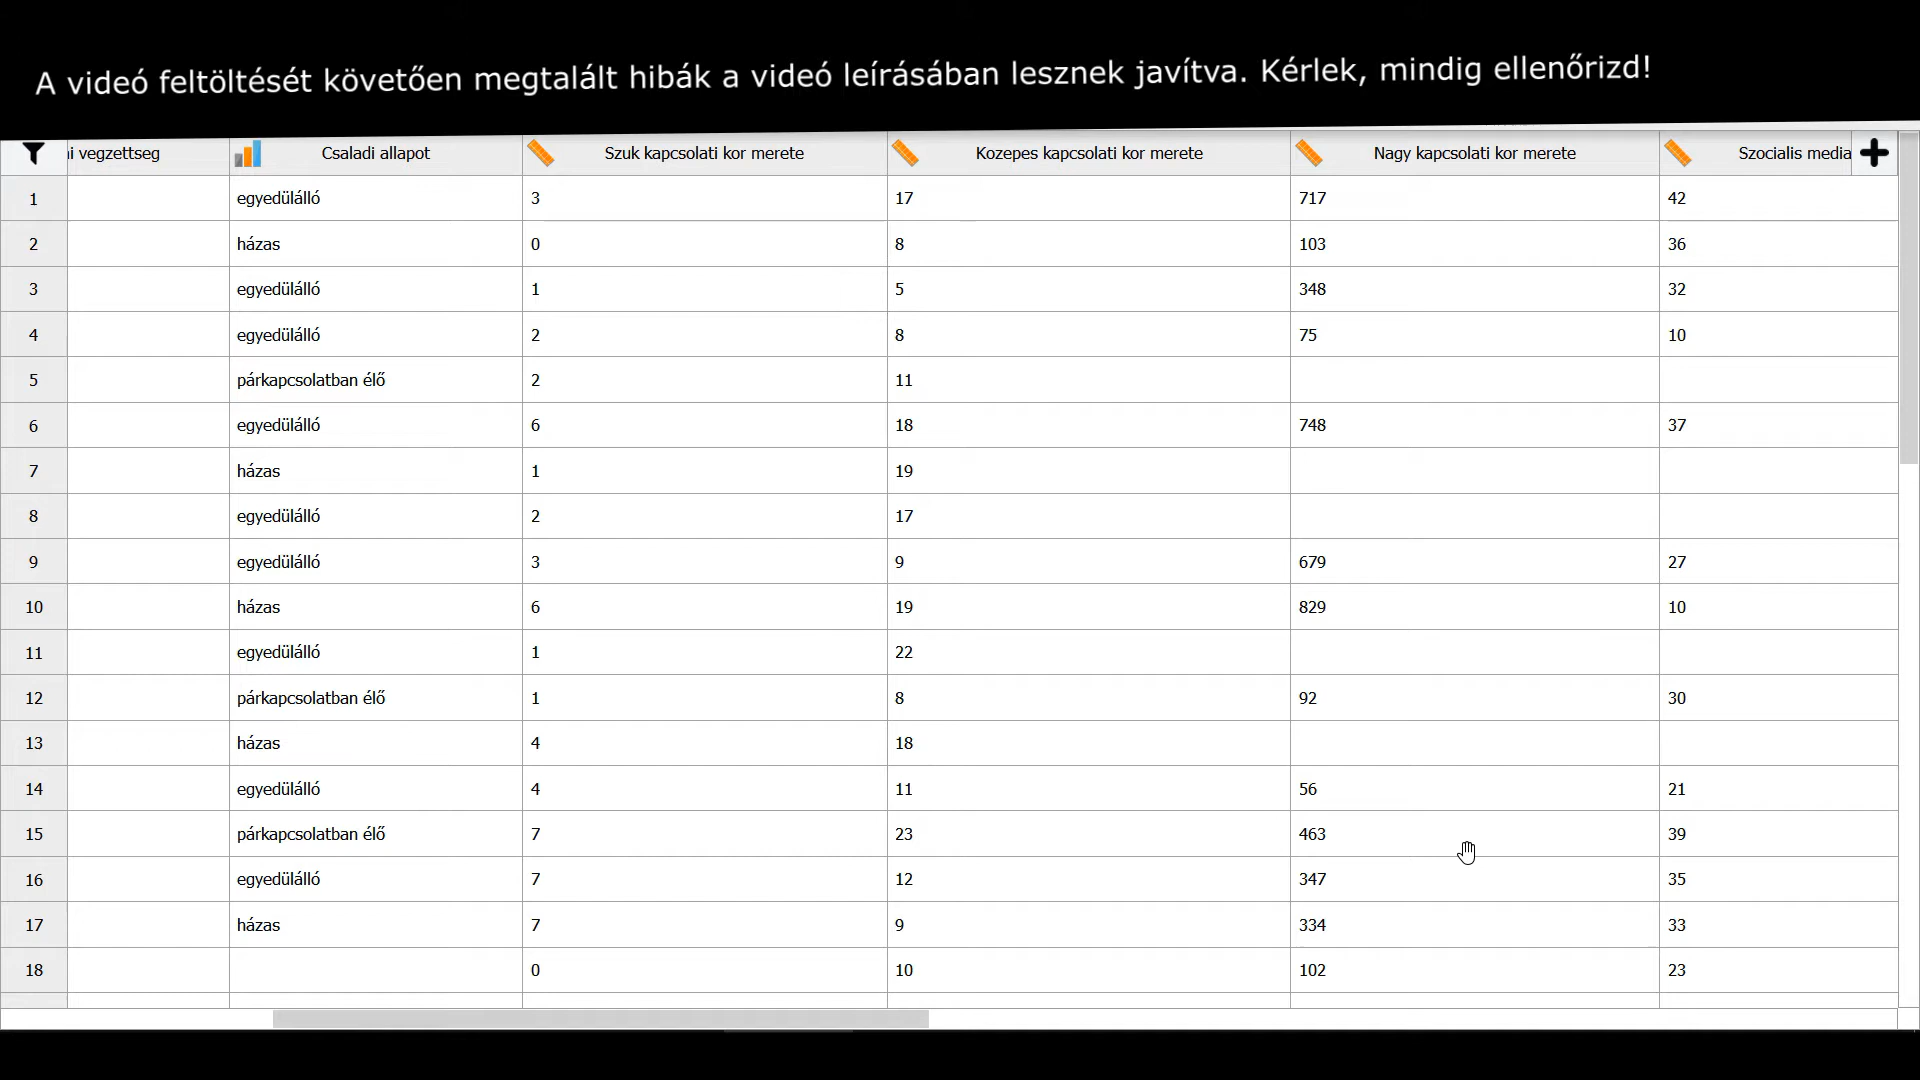 A videó feltöltését követően megtalált hibák a videó leírásában lesznek javítva. Kérlek, mindig ellenőrizd!
i vegzettseg Csaladi allapot Szuk kapcsolati kor merete Kozepes kapcsolati kor merete Nagy kapcsolati kor merete Szocialis media
1 egyedülálló 3 17 717 42
2 házas 0 8 103 36
3 egyedülálló 1 5 348 32
4 egyedülálló 2 8 75 10
5 párkapcsolatban élő 2 11
6 egyedülálló 6 18 748 37
7 házas 1 19
8 egyedülálló 2 17
9 egyedülálló 3 9 679 27
10 házas 6 19 829 10
11 egyedülálló 1 22
12 párkapcsolatban élő 1 8 92 30
13 házas 4 18
14 egyedülálló 4 11 56 21
15 párkapcsolatban élő 7 23 463 39
16 egyedülálló 7 12 347 35
17 házas 7 9 334 33
18 0 10 102 23